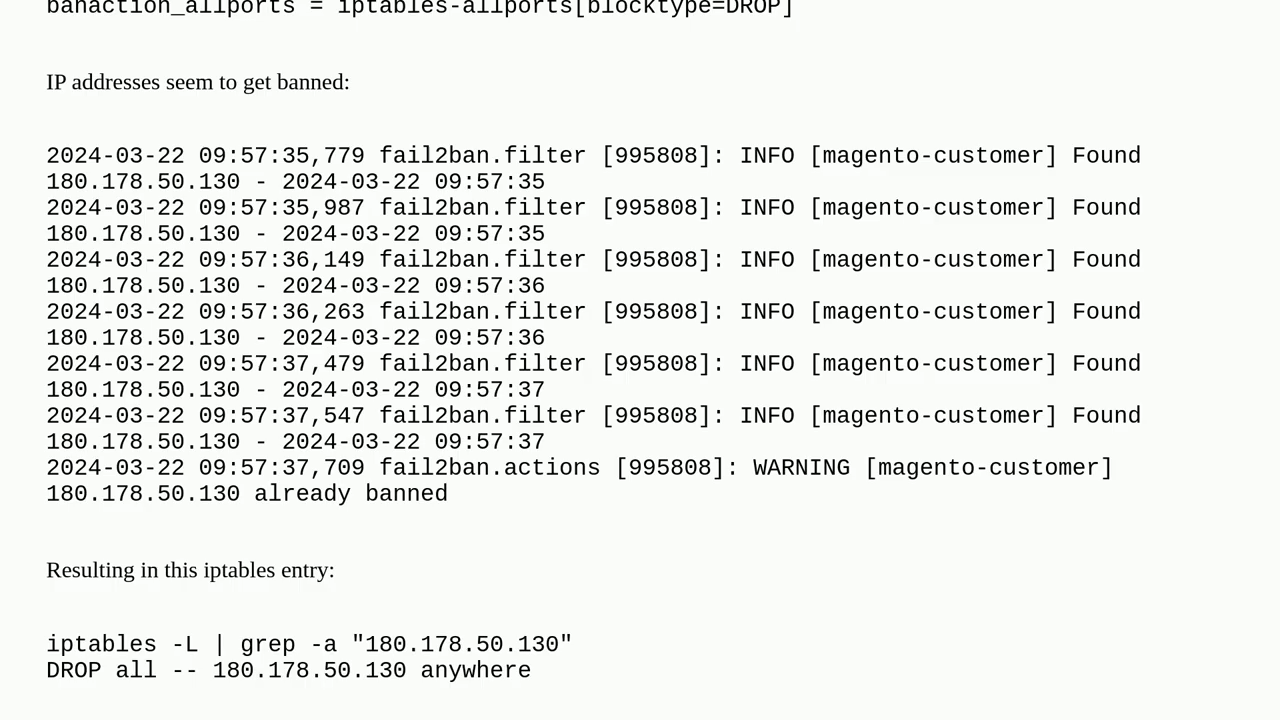 banaction_allports = iptables-allports[blocktype=DROP]
IP addresses seem to get banned:
2024-03-22 09:57:35,779 fail2ban.filter [995808]: INFO [magento-customer] Found
180.178.50.130 - 2024-03-22 09:57:35
2024-03-22 09:57:35,987 fail2ban.filter [995808]: INFO [magento-customer] Found
180.178.50.130 - 2024-03-22 09:57:35
2024-03-22 09:57:36,149 fail2ban.filter [995808]: INFO [magento-customer] Found
180.178.50.130 - 2024-03-22 09:57:36
2024-03-22 09:57:36,263 fail2ban.filter [995808]: INFO [magento-customer] Found
180.178.50.130 - 2024-03-22 09:57:36
2024-03-22 09:57:37,479 fail2ban.filter [995808]: INFO [magento-customer] Found
180.178.50.130 - 2024-03-22 09:57:37
2024-03-22 09:57:37,547 fail2ban.filter [995808]: INFO [magento-customer] Found
180.178.50.130 - 2024-03-22 09:57:37
2024-03-22 09:57:37,709 fail2ban.actions [995808]: WARNING [magento-customer]
180.178.50.130 already banned
Resulting in this iptables entry:
iptables -L | grep -a "180.178.50.130"
DROP all -- 180.178.50.130 anywhere